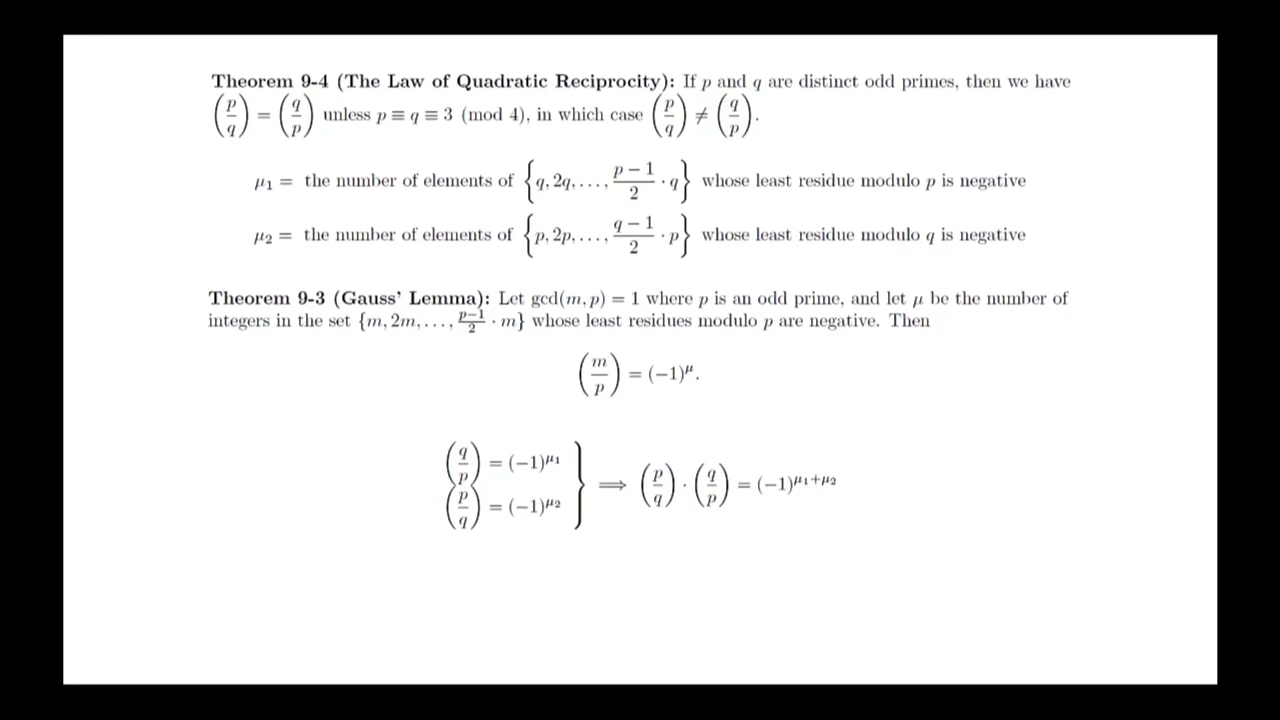 Theorem 9-4 (The Law of Quadratic Reciprocity): If p and q are distinct odd primes, then we have
(p/q) = (q/p) unless p ≡ q ≡ 3 (mod 4), in which case (p/q) ≠ (q/p).
μ₁ = the number of elements of {q, 2q, . . . , p − 1/2 · q} whose least residue modulo p is negative
μ₂ = the number of elements of {p, 2p, . . . , q − 1/2 · p} whose least residue modulo q is negative
Theorem 9-3 (Gauss' Lemma): Let gcd(m, p) = 1 where p is an odd prime, and let μ be the number of
integers in the set {m, 2m, . . . , p−1/2 · m} whose least residues modulo p are negative. Then
(m/p) = (−1)^μ.
(q/p) = (−1)^μ₁
(p/q) = (−1)^μ₂
} ⟹ (p/q) · (q/p) = (−1)^μ₁+μ₂